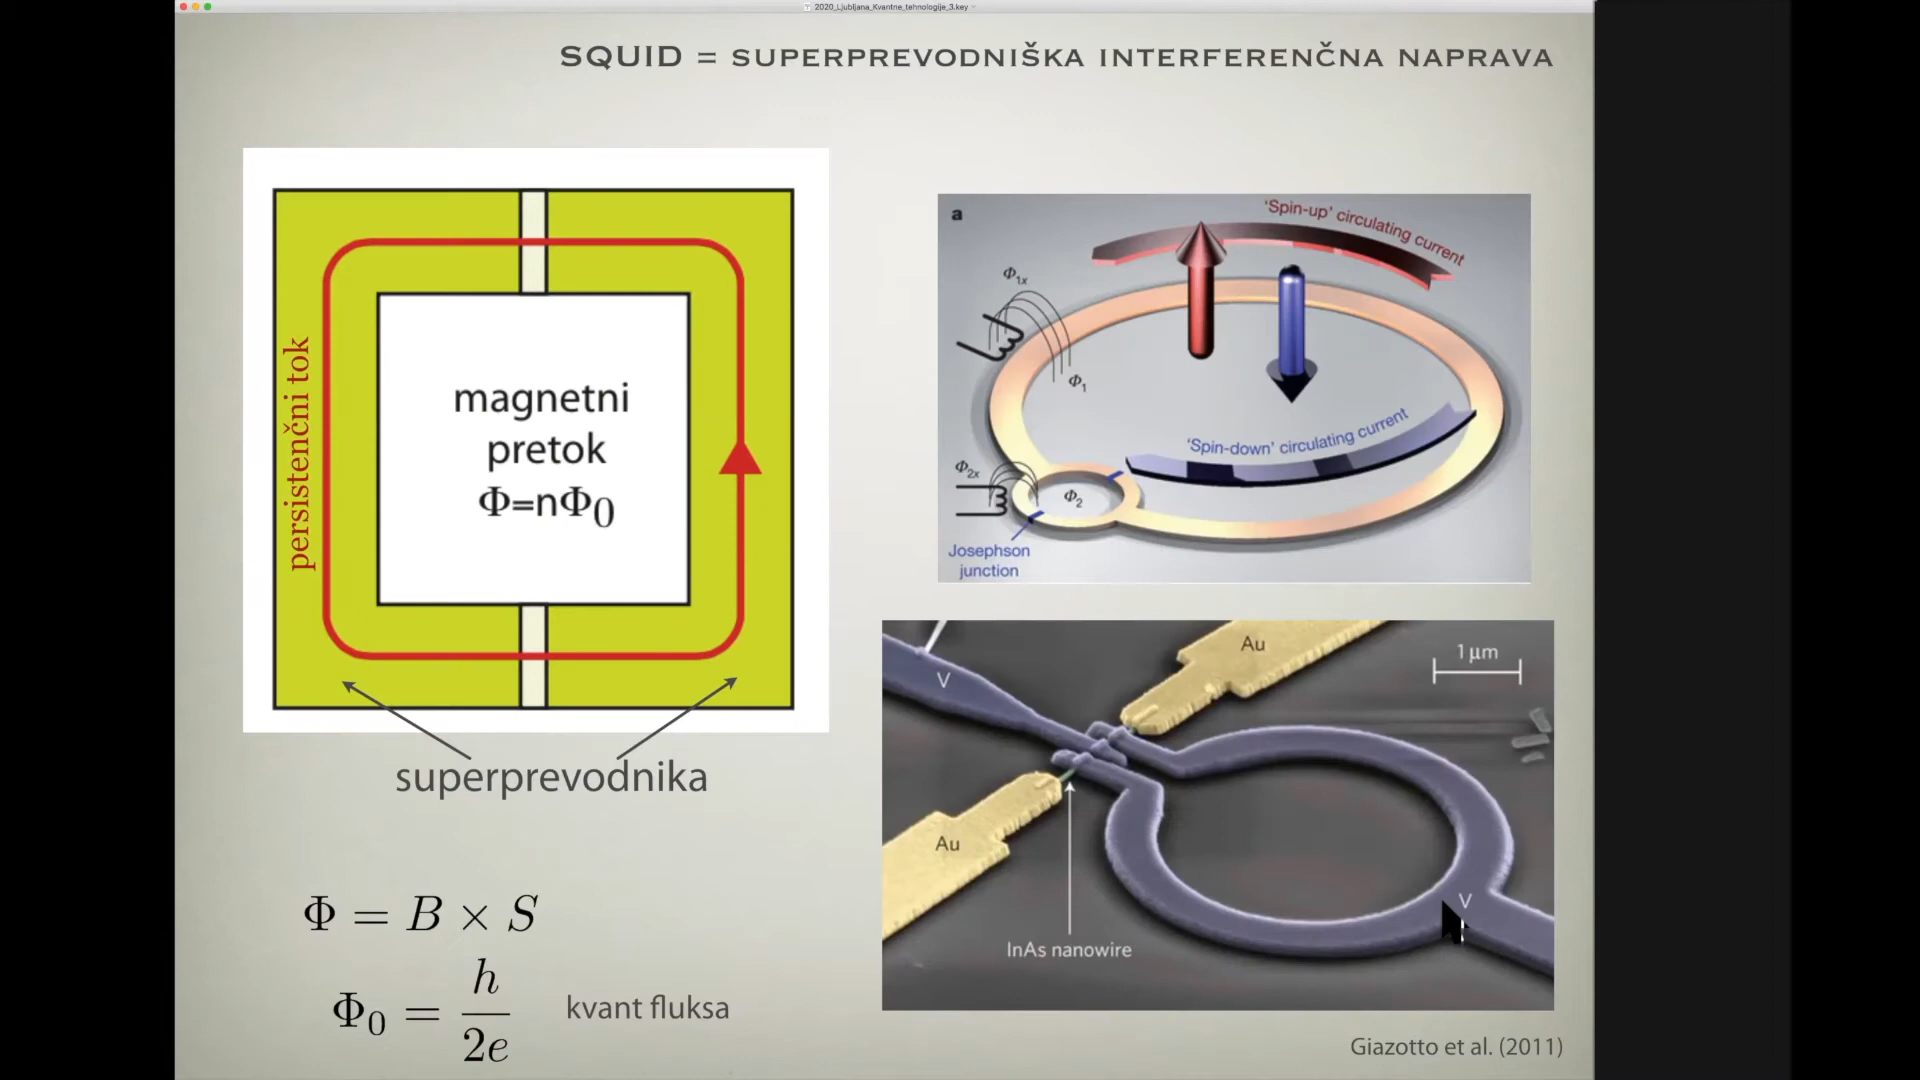 2020_Ljubljana_Kvantne_tehnologije_3.key
SQUID = SUPERPREVODNIŠKA INTERFERENČNA NAPRAVA
persistenčni tok
magnetni
pretok
Φ=nΦ₀
superprevodnika
Φ = B × S
Φ₀ = h/2e
kvant fluksa
a
'Spin-up' circulating current
Φ₁ₓ
Φ₁
'Spin-down' circulating current
Φ₂ₓ
Φ₂
Josephson
junction
Au
1 µm
V
Au
V
InAs nanowire
Giazotto et al. (2011)